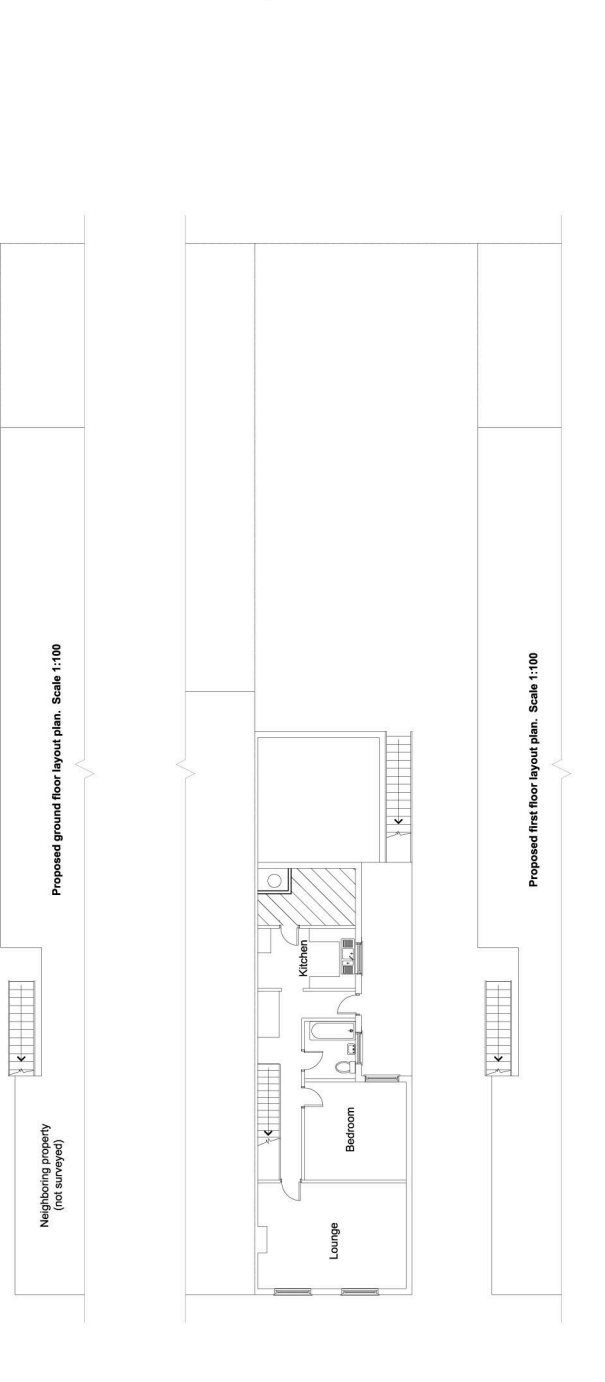 Proposed ground floor layout plan. Scale 1:100
Neighboring property
(not surveyed)
Kitchen
Bedroom
Lounge
Proposed first floor layout plan. Scale 1:100